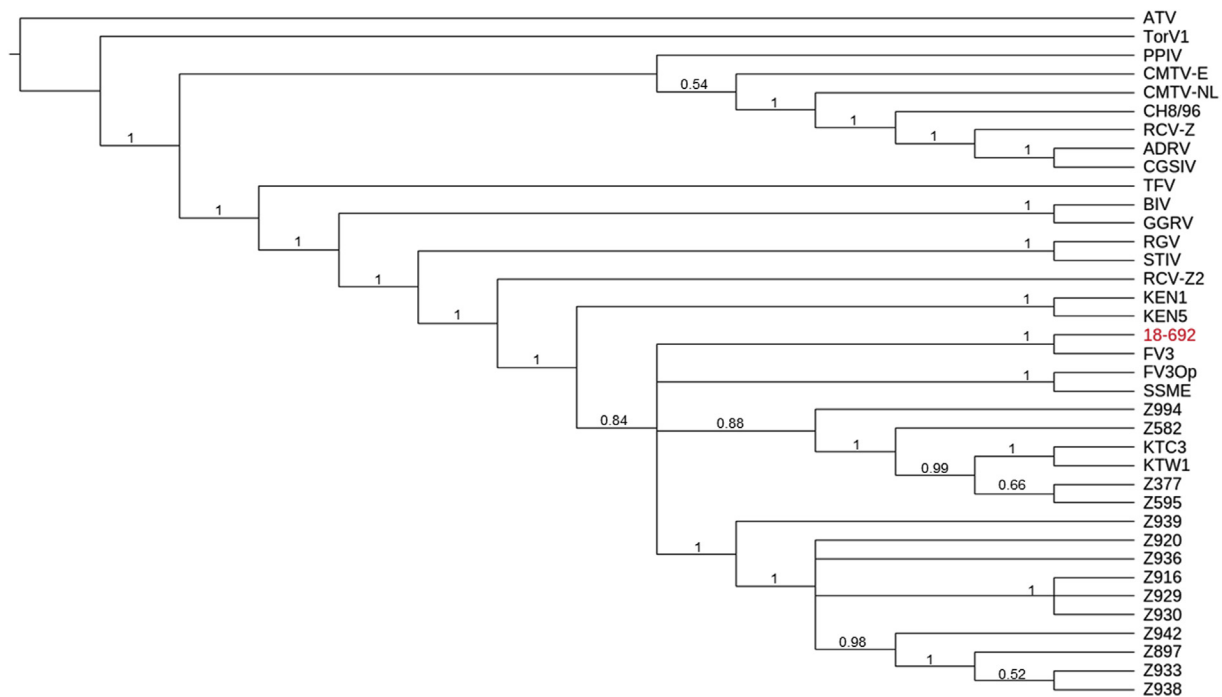 ATV
TorV1
PPIV
0.54
CMTV-E
1
CMTV-NL
1
CH8/96
1
RCV-Z
1
1
ADRV
CGSIV
1
TFV
1
BIV
GGRV
1
1
RGV
STIV
1
RCV-Z2
1
1
KEN1
KEN5
1
1
18-692
FV3
1
FV3Op
SSME
0.84
0.88
Z994
1
Z582
0.99
1
KTC3
KTW1
0.66
Z377
Z595
1
Z939
1
Z920
Z936
1
Z916
Z929
Z930
0.98
Z942
1
Z897
0.52
Z933
Z938